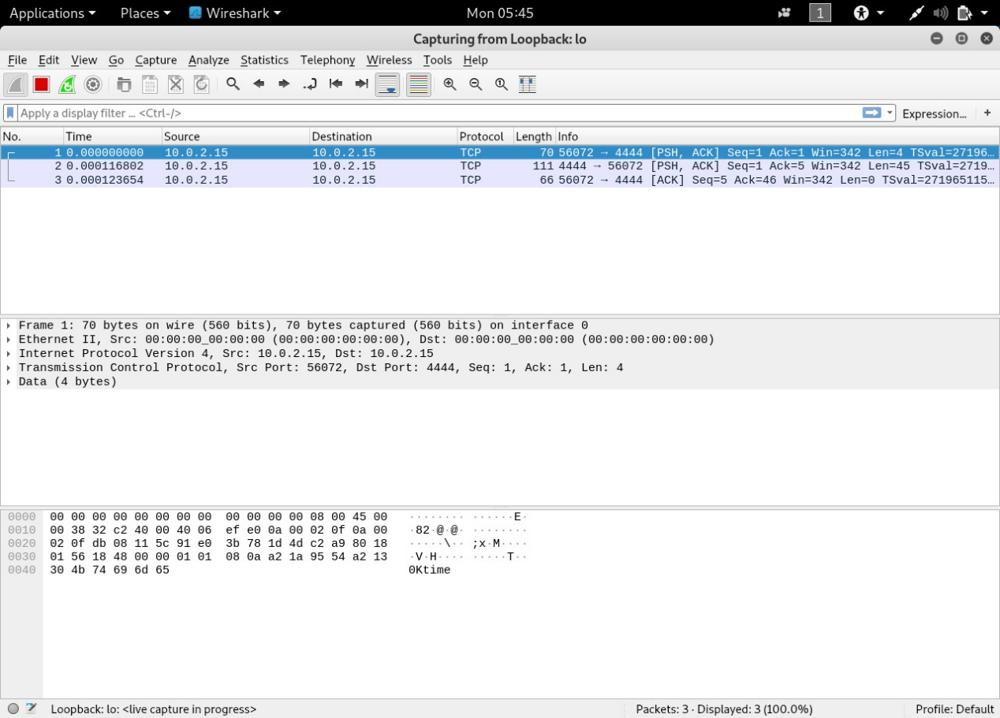 Applications Places Wireshark Mon 05:45 1
Capturing from Loopback: lo
File Edit View Go Capture Analyze Statistics Telephony Wireless Tools Help
Apply a display filter … <Ctrl-/> Expression… +
No. Time Source Destination Protocol Length Info
1 0.000000000 10.0.2.15 10.0.2.15 TCP 70 56072 → 4444 [PSH, ACK] Seq=1 Ack=1 Win=342 Len=4 TSval=27196…
2 0.000116802 10.0.2.15 10.0.2.15 TCP 111 4444 → 56072 [PSH, ACK] Seq=1 Ack=5 Win=342 Len=45 TSval=2719…
3 0.000123654 10.0.2.15 10.0.2.15 TCP 66 56072 → 4444 [ACK] Seq=5 Ack=46 Win=342 Len=0 TSval=271965115…
Frame 1: 70 bytes on wire (560 bits), 70 bytes captured (560 bits) on interface 0
Ethernet II, Src: 00:00:00_00:00:00 (00:00:00:00:00:00), Dst: 00:00:00_00:00:00 (00:00:00:00:00:00)
Internet Protocol Version 4, Src: 10.0.2.15, Dst: 10.0.2.15
Transmission Control Protocol, Src Port: 56072, Dst Port: 4444, Seq: 1, Ack: 1, Len: 4
Data (4 bytes)
0000 00 00 00 00 00 00 00 00 00 00 00 00 08 00 45 00 ········ ······E·
0010 00 38 32 c2 40 00 40 06 ef e0 0a 00 02 0f 0a 00 ·82·@·@· ········
0020 02 0f db 08 11 5c 91 e0 3b 78 1d 4d c2 a9 80 18 ·····\·· ;x·M····
0030 01 56 18 48 00 00 01 01 08 0a a2 1a 95 54 a2 13 ·V·H···· ·····T··
0040 30 4b 74 69 6d 65 0Ktime
Loopback: lo: <live capture in progress> Packets: 3 · Displayed: 3 (100.0%) Profile: Default